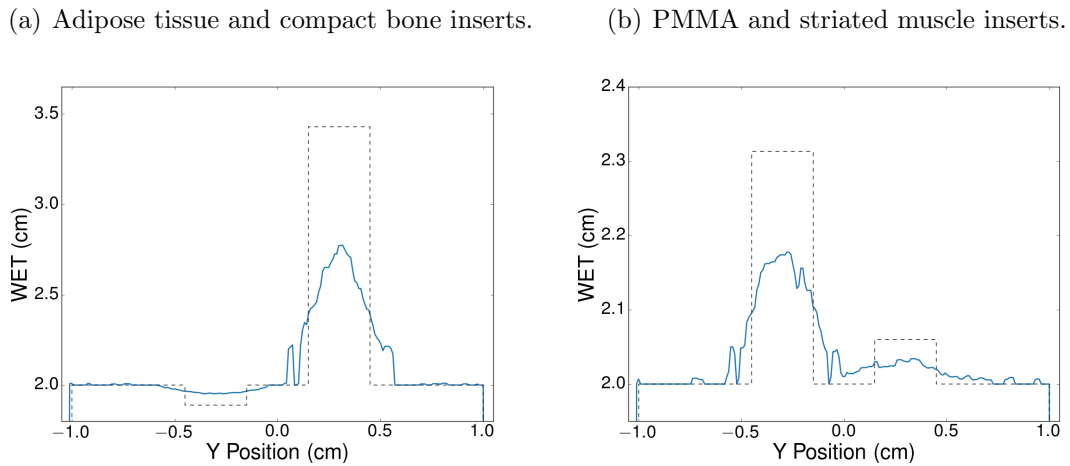 (a) Adipose tissue and compact bone inserts.
(b) PMMA and striated muscle inserts.
3.5
3.0
2.5
2.0
WET (cm)
−1.0 −0.5 0.0 0.5 1.0
Y Position (cm)
2.4
2.3
2.2
2.1
2.0
WET (cm)
−1.0 −0.5 0.0 0.5 1.0
Y Position (cm)